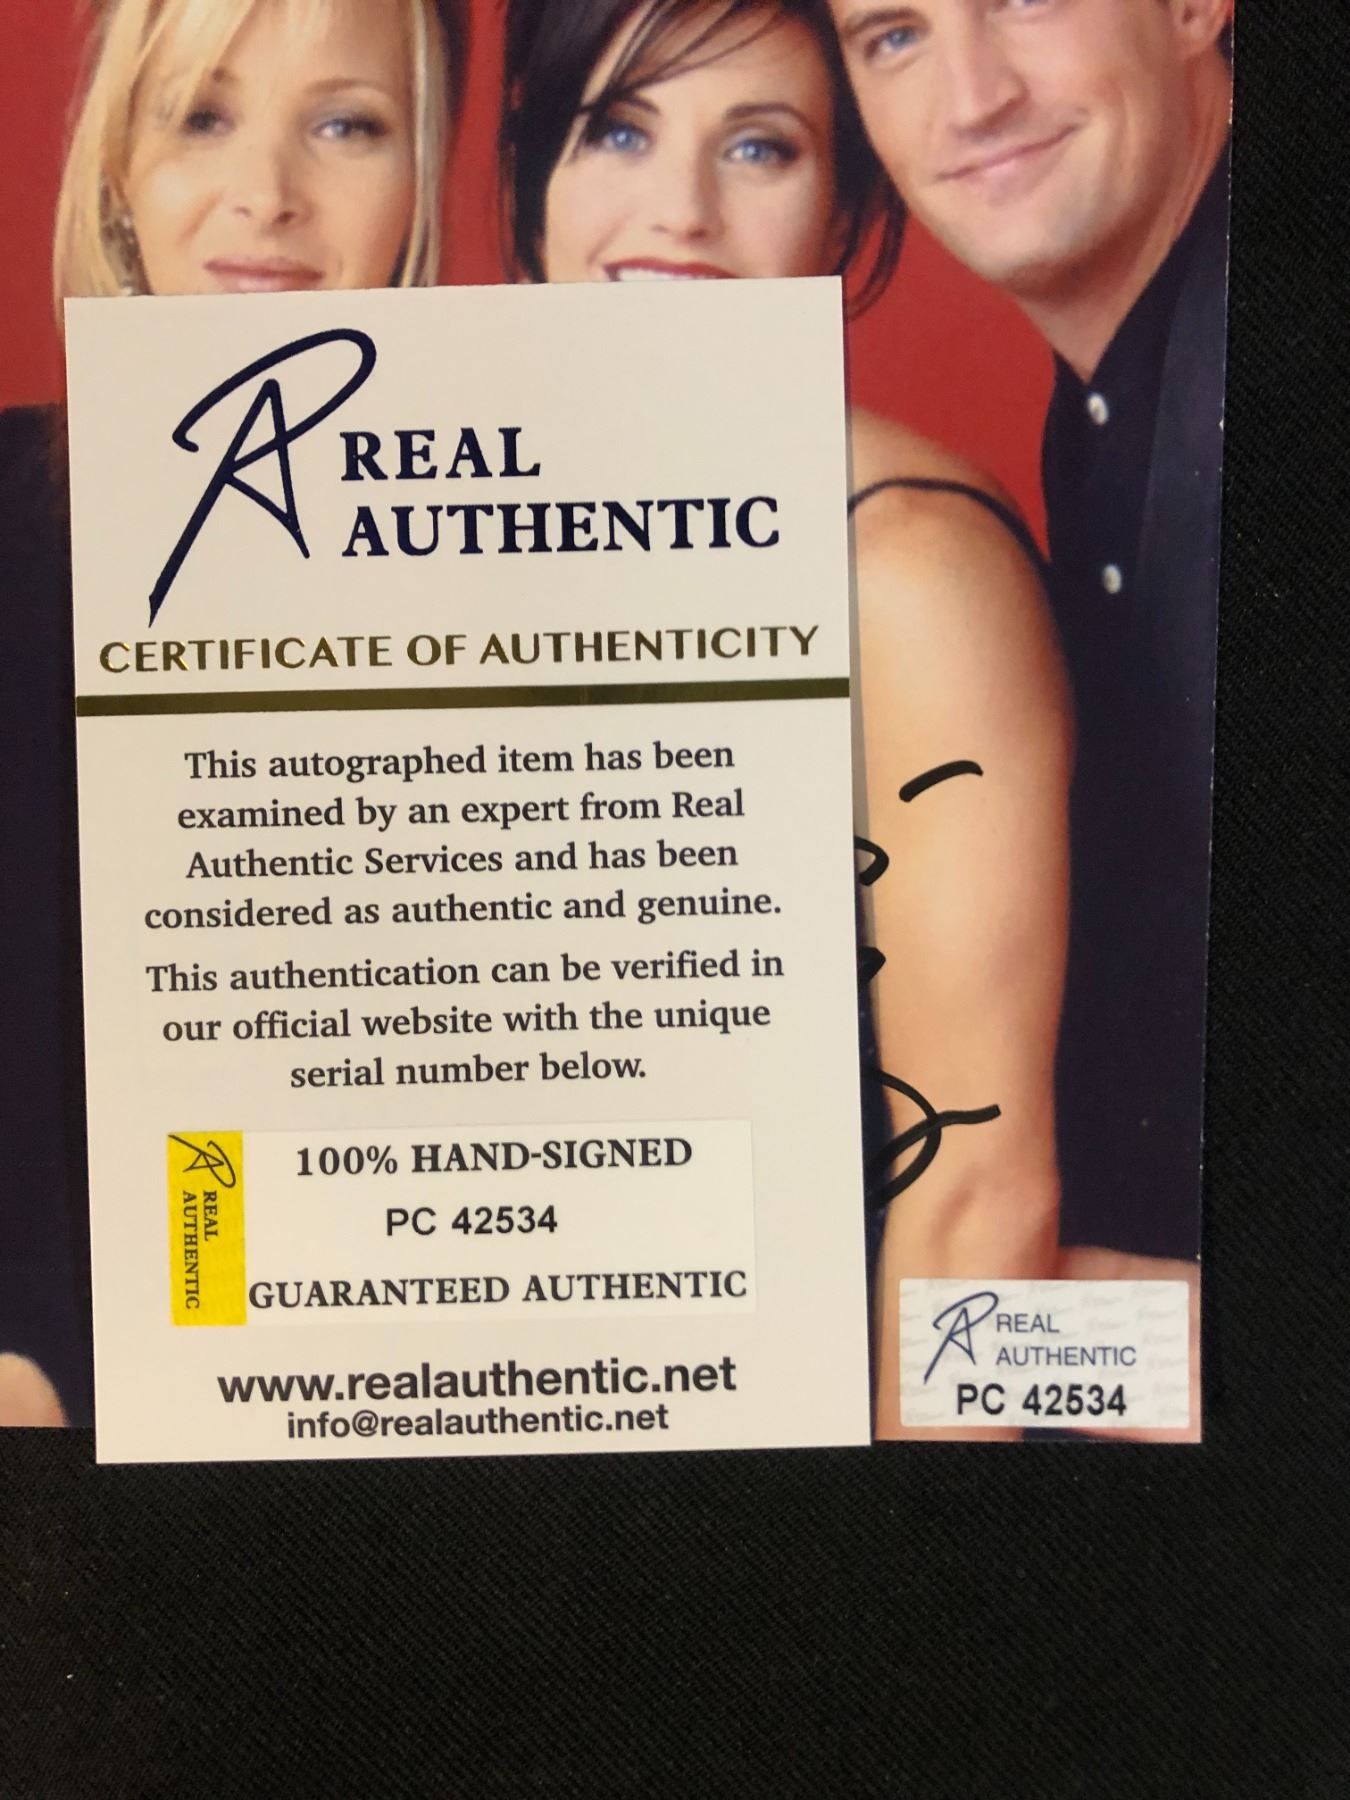 REAL
AUTHENTIC
CERTIFICATE OF AUTHENTICITY
This autographed item has been
examined by an expert from Real
Authentic Services and has been
considered as authentic and genuine.
This authentication can be verified in
our official website with the unique
serial number below.
REAL
AUTHENTIC
100% HAND-SIGNED
PC 42534
GUARANTEED AUTHENTIC
www.realauthentic.net
info@realauthentic.net
REAL
AUTHENTIC
PC 42534